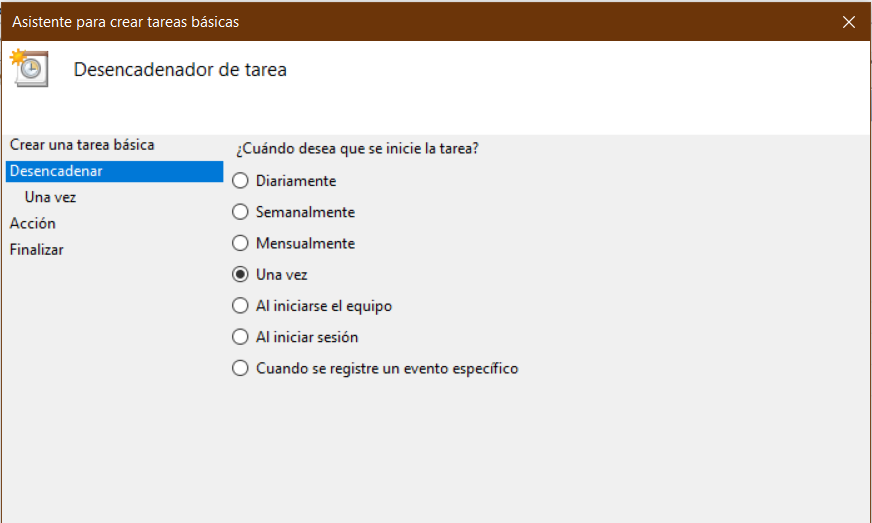 Asistente para crear tareas básicas
Desencadenador de tarea
Crear una tarea básica
Desencadenar
Una vez
Acción
Finalizar
¿Cuándo desea que se inicie la tarea?
Diariamente
Semanalmente
Mensualmente
Una vez
Al iniciarse el equipo
Al iniciar sesión
Cuando se registre un evento específico